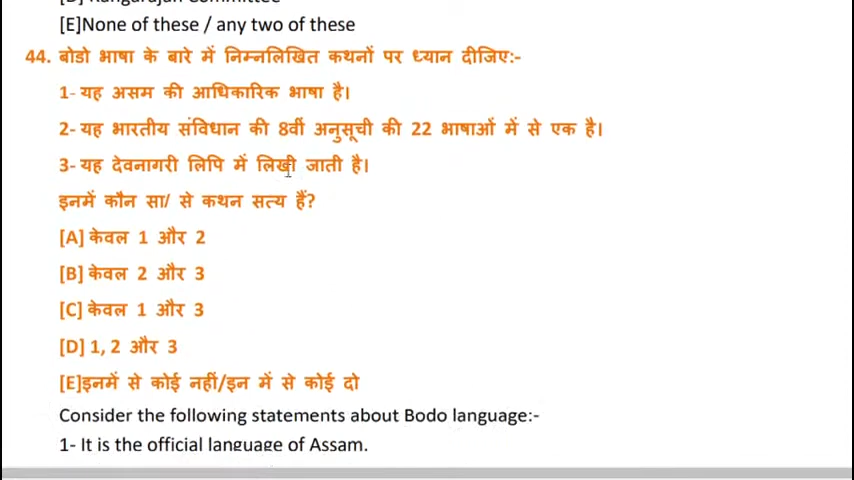 [D] Rangarajan Committee
[E]None of these / any two of these
44. बोडो भाषा के बारे में निम्नलिखित कथनों पर ध्यान दीजिए:-
1- यह असम की आधिकारिक भाषा है।
2- यह भारतीय संविधान की 8वीं अनुसूची की 22 भाषाओं में से एक है।
3- यह देवनागरी लिपि में लिखी जाती है।
इनमें कौन सा/ से कथन सत्य हैं?
[A] केवल 1 और 2
[B] केवल 2 और 3
[C] केवल 1 और 3
[D] 1, 2 और 3
[E]इनमें से कोई नहीं/इन में से कोई दो
Consider the following statements about Bodo language:-
1- It is the official language of Assam.